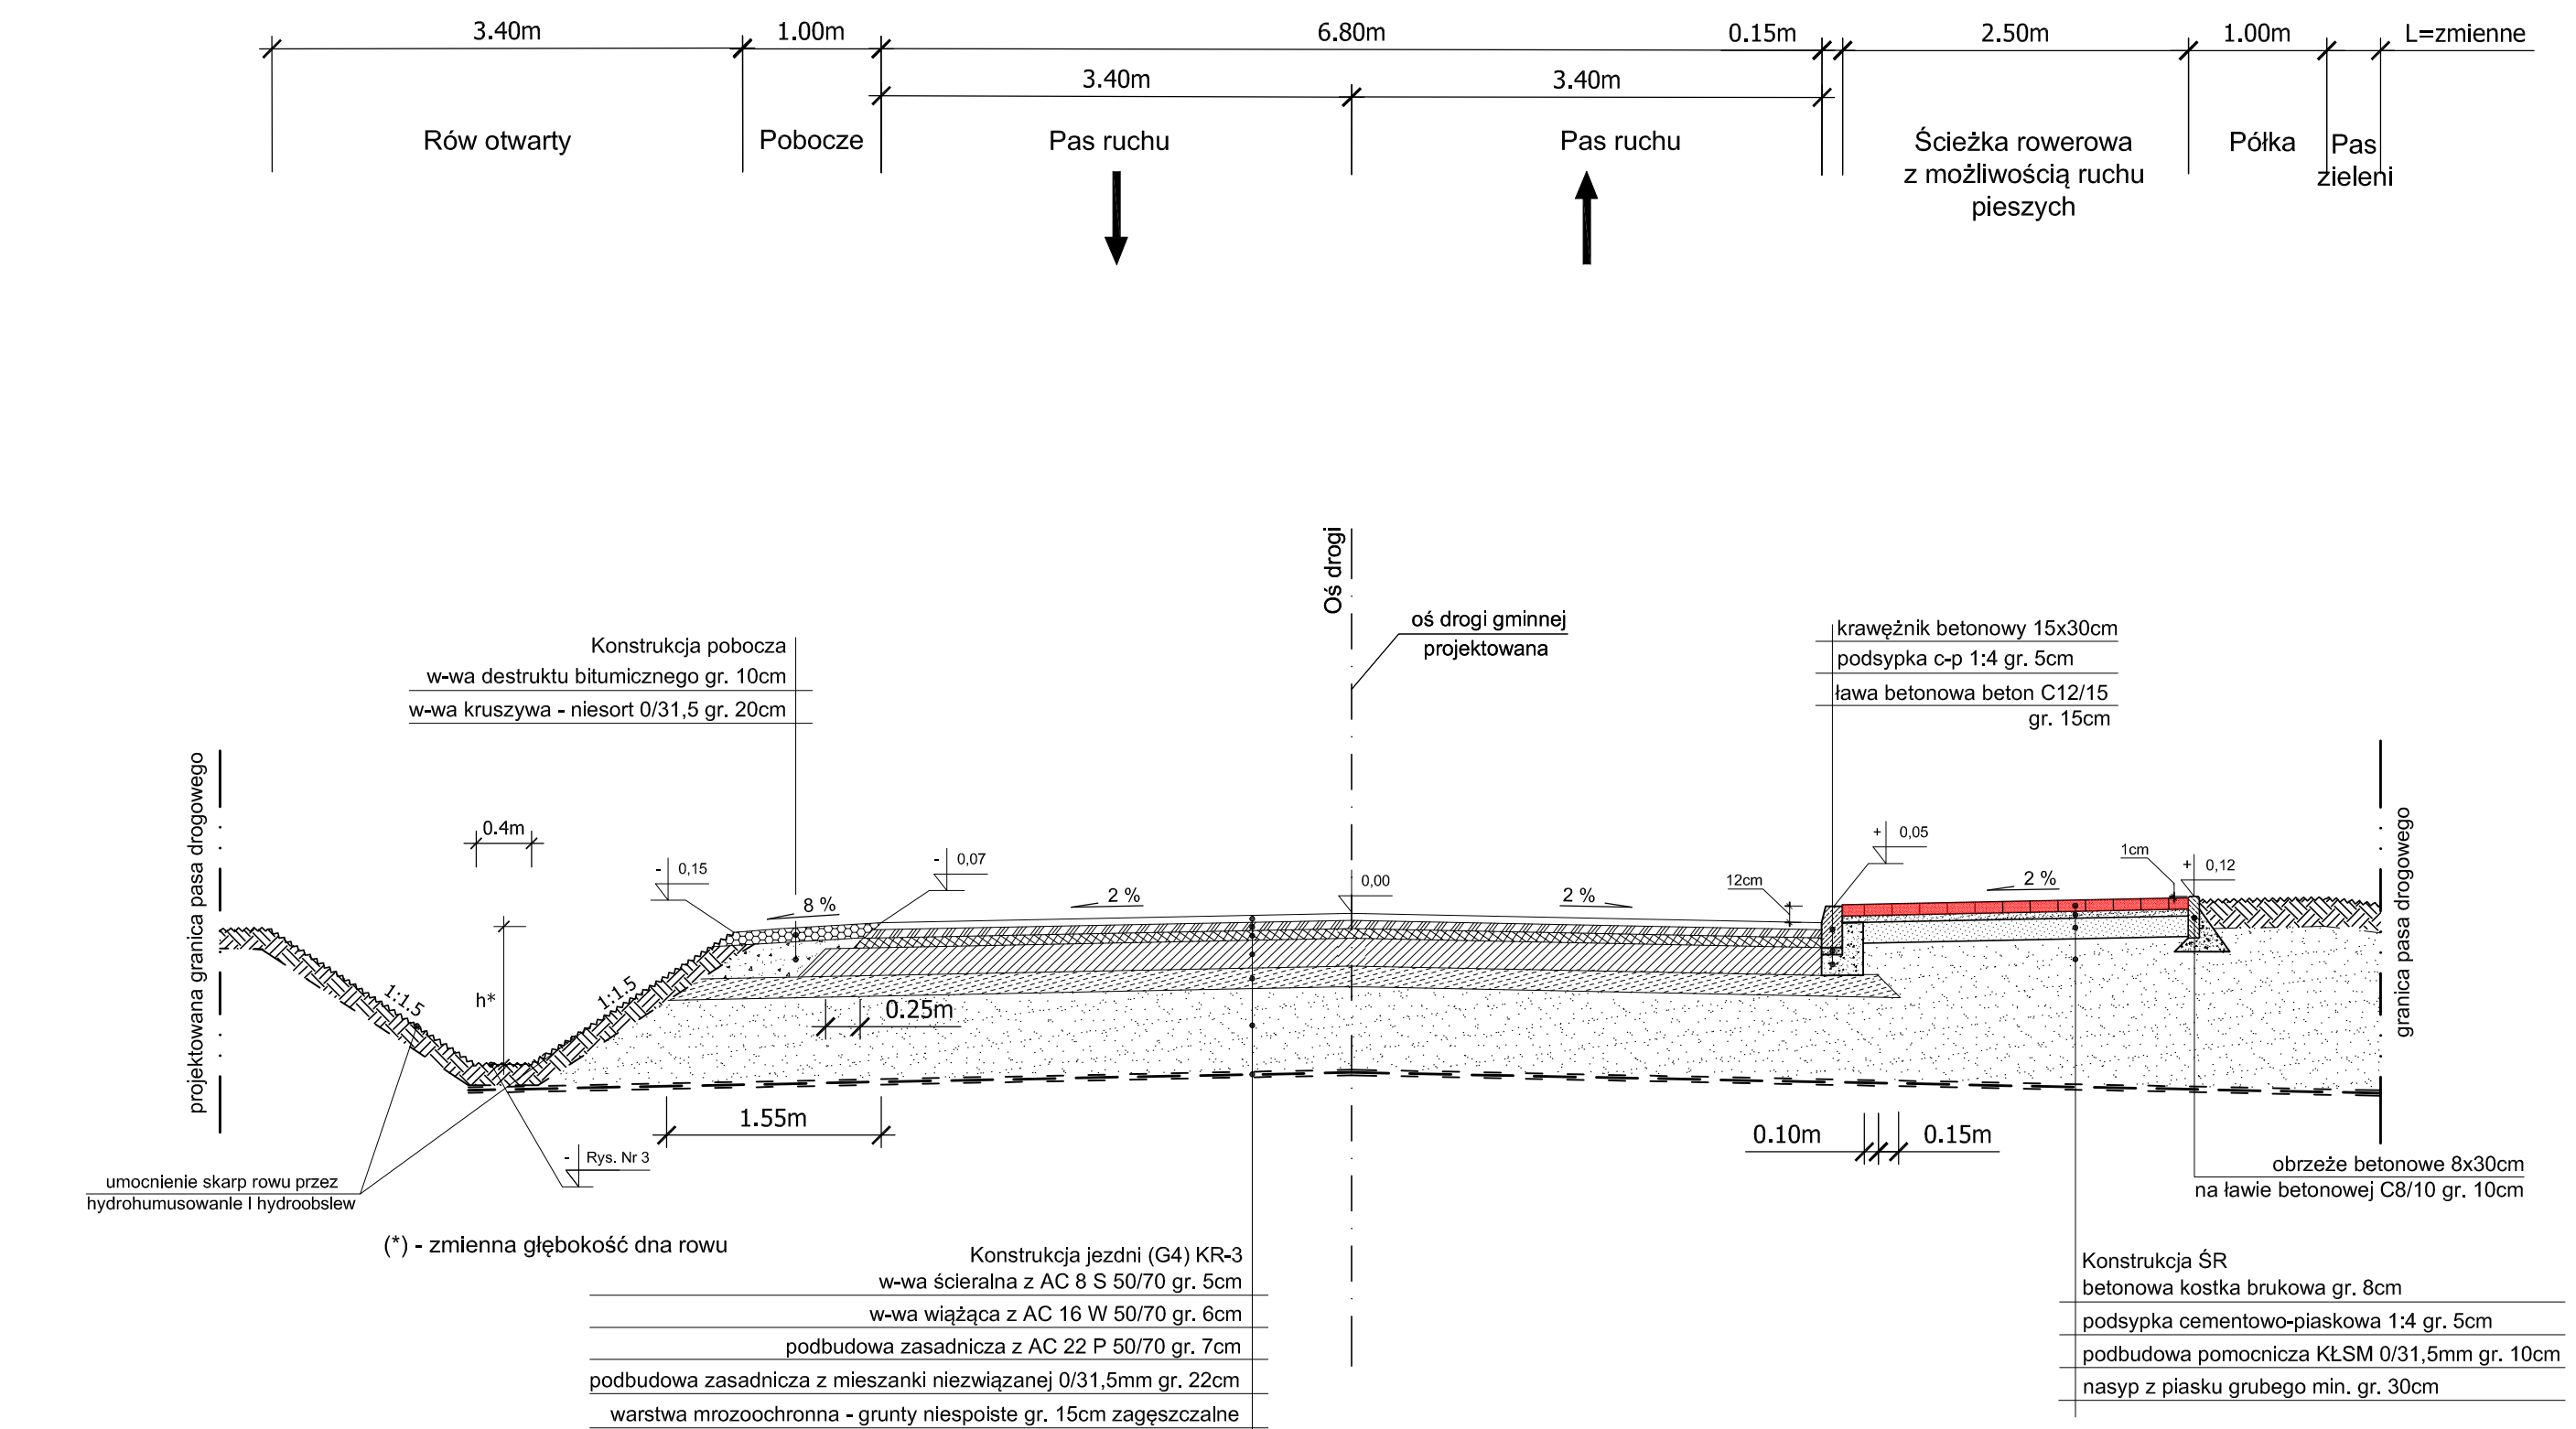 3.40m 1.00m 6.80m 0.15m 2.50m 1.00m L=zmienne
3.40m 3.40m
Rów otwarty
Pobocze
Pas ruchu
Pas ruchu
Ścieżka rowerowa
z możliwością ruchu
pieszych
Półka
Pas
zieleni
Oś drogi
oś drogi gminnej
projektowana
Konstrukcja pobocza
w-wa destruktu bitumicznego gr. 10cm
w-wa kruszywa - niesort 0/31,5 gr. 20cm
krawężnik betonowy 15x30cm
podsypka c-p 1:4 gr. 5cm
ława betonowa beton C12/15
gr. 15cm
projektowana granica pasa drogowego
granica pasa drogowego
0.4m
- 0,15
- 0,07
0,00
12cm
+ 0,05
1cm
+ 0,12
8 %
2 %
2 %
2 %
1:1.5
h*
1:1.5
0.25m
1.55m
0.10m 0.15m
- Rys. Nr 3
umocnienie skarp rowu przez
hydrohumusowanIe I hydroobsIew
(*) - zmienna głębokość dna rowu
obrzeże betonowe 8x30cm
na ławie betonowej C8/10 gr. 10cm
Konstrukcja jezdni (G4) KR-3
w-wa ścieralna z AC 8 S 50/70 gr. 5cm
w-wa wiążąca z AC 16 W 50/70 gr. 6cm
podbudowa zasadnicza z AC 22 P 50/70 gr. 7cm
podbudowa zasadnicza z mieszanki niezwiązanej 0/31,5mm gr. 22cm
warstwa mrozoochronna - grunty niespoiste gr. 15cm zagęszczalne
Konstrukcja ŚR
betonowa kostka brukowa gr. 8cm
podsypka cementowo-piaskowa 1:4 gr. 5cm
podbudowa pomocnicza KŁSM 0/31,5mm gr. 10cm
nasyp z piasku grubego min. gr. 30cm